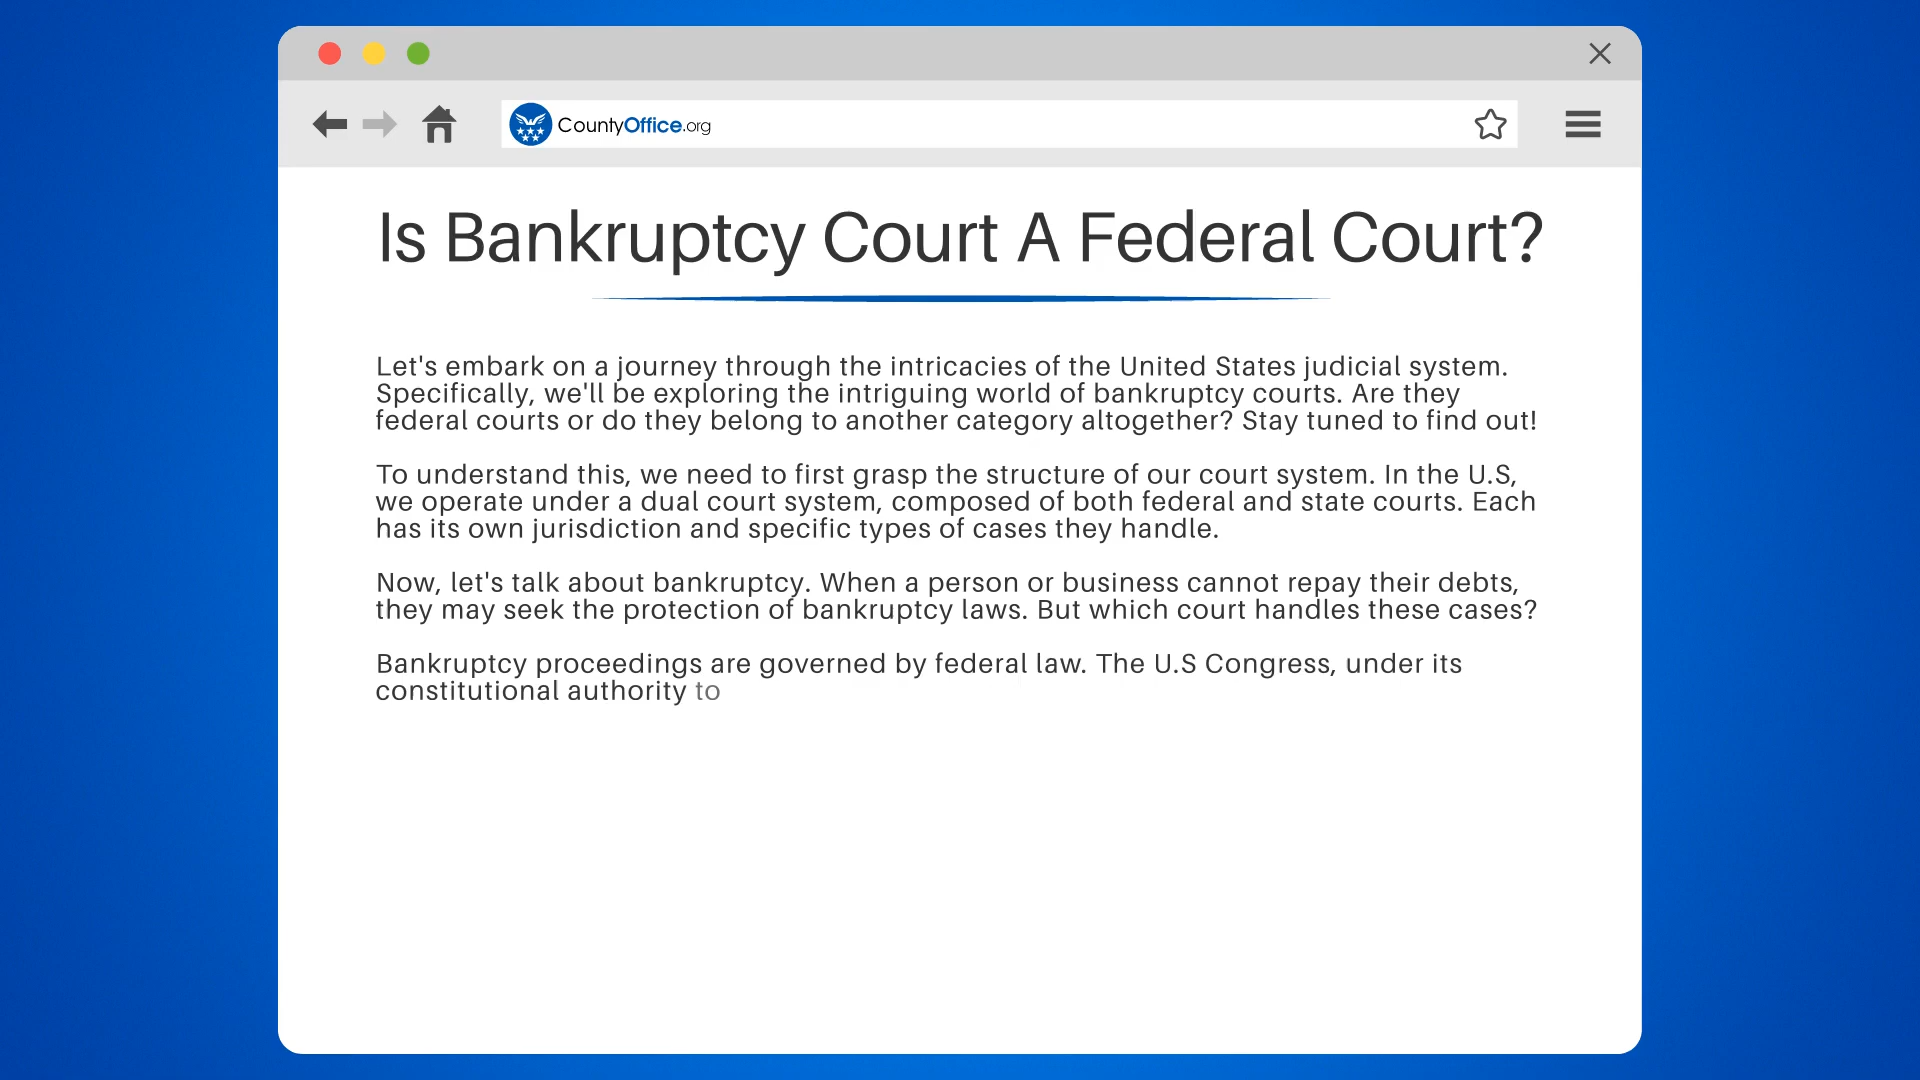 CountyOffice.org
Is Bankruptcy Court A Federal Court?
Let's embark on a journey through the intricacies of the United States judicial system.
Specifically, we'll be exploring the intriguing world of bankruptcy courts. Are they
federal courts or do they belong to another category altogether? Stay tuned to find out!
To understand this, we need to first grasp the structure of our court system. In the U.S,
we operate under a dual court system, composed of both federal and state courts. Each
has its own jurisdiction and specific types of cases they handle.
Now, let's talk about bankruptcy. When a person or business cannot repay their debts,
they may seek the protection of bankruptcy laws. But which court handles these cases?
Bankruptcy proceedings are governed by federal law. The U.S Congress, under its
constitutional authority to